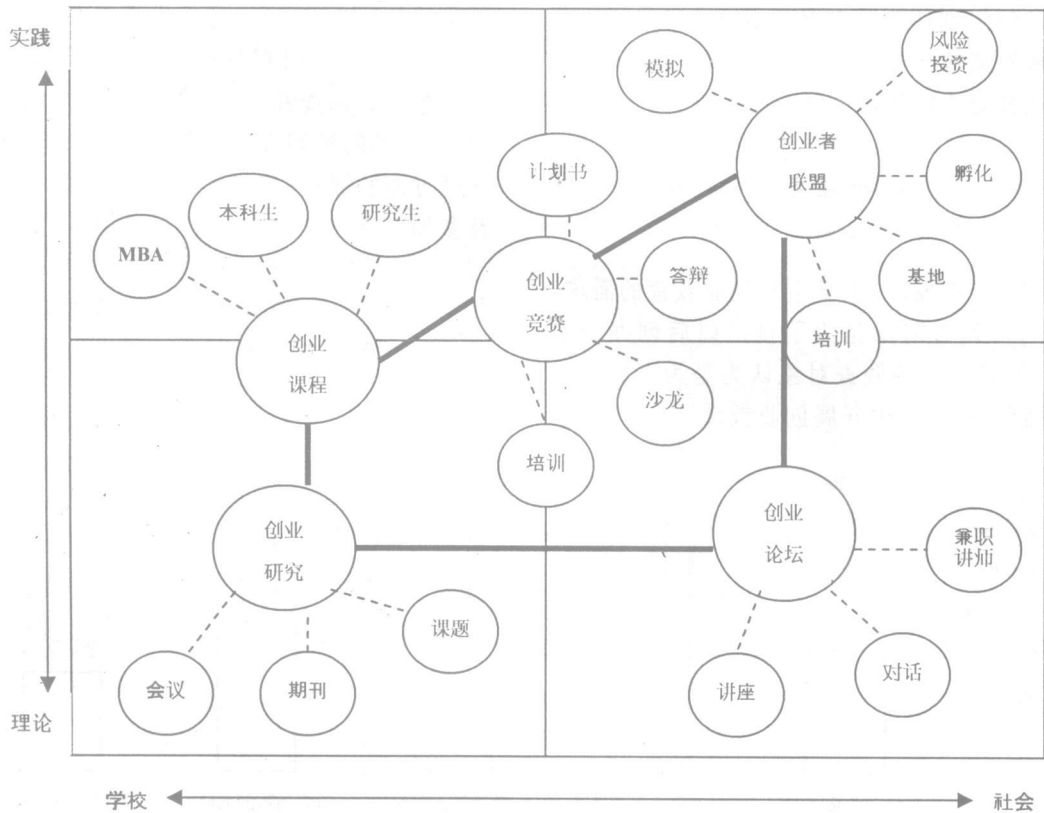 实践
模拟
风险
投资
创业者
联盟
计划书
孵化
本科生
研究生
MBA
答辩
基地
创业
竞赛
创业
课程
培训
沙龙
培训
创业
研究
创业
论坛
兼职
讲师
课题
会议
期刊
讲座
对话
理论
学校
社会